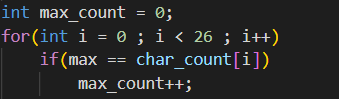 int max_count = 0;
for(int i = 0 ; i < 26 ; i++)
    if(max == char_count[i])
        max_count++;